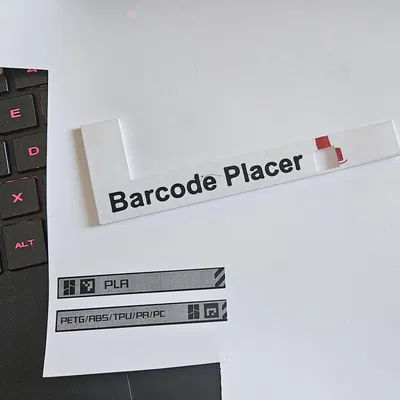 Barcode Placer
E
D
X
ALT
PLA
PETG/ABS/TPU/PA/PC